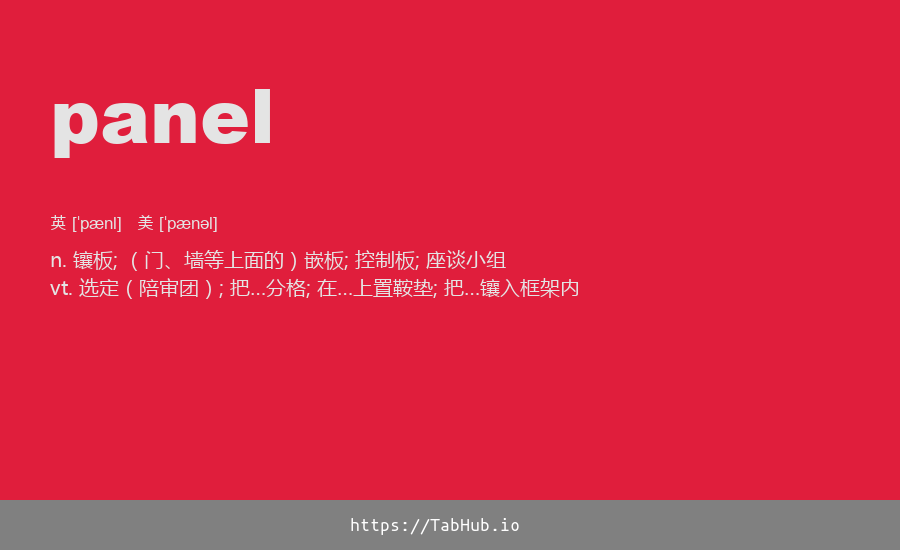 panel
英 ['pænl] 美 ['pænəl]
n. 镶板; （门、墙等上面的）嵌板; 控制板; 座谈小组
vt. 选定（陪审团）; 把…分格; 在…上置鞍垫; 把…镶入框架内
https://TabHub.io